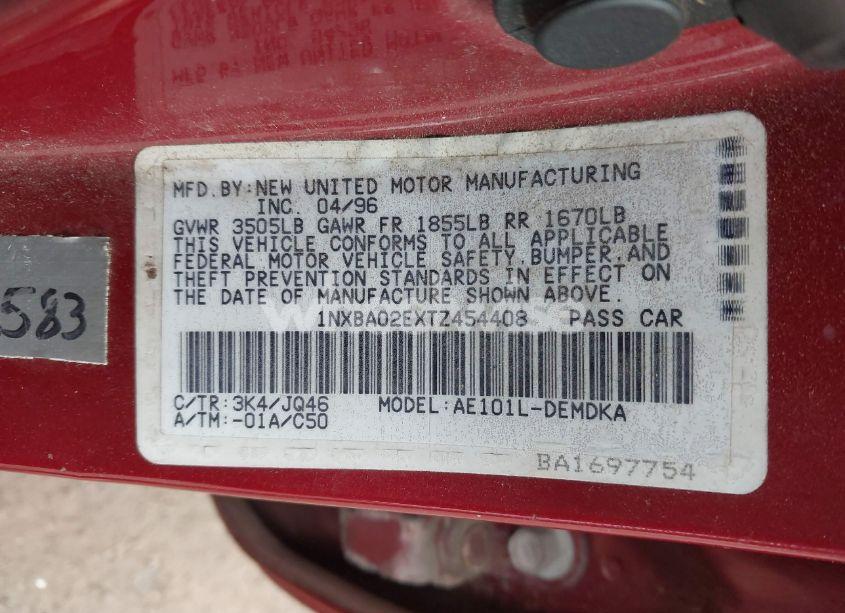 MFD.BY:NEW UNITED MOTOR MANUFACTURING
INC. 04/96
GVWR 3505LB GAWR FR 1855LB RR 1670LB
THIS VEHICLE CONFORMS TO ALL APPLICABLE
FEDERAL MOTOR VEHICLE SAFETY,BUMPER,AND
THEFT PREVENTION STANDARDS IN EFFECT ON
THE DATE OF MANUFACTURE SHOWN ABOVE.
1NXBA02EXTZ454408 PASS CAR
583
C/TR:3K4/JQ46 MODEL:AE101L-DEMDKA
A/TM:-01A/C50
BA1697754